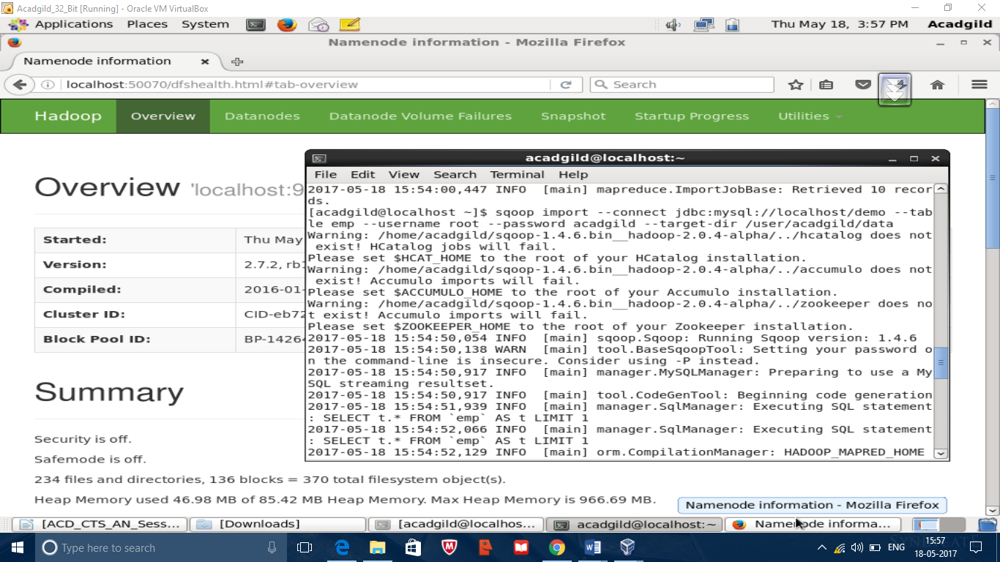 Acadgild_32_Bit [Running] - Oracle VM VirtualBox
Applications Places System Thu May 18, 3:57 PM Acadgild
Namenode information - Mozilla Firefox
Namenode information
localhost:50070/dfshealth.html#tab-overview Search
Hadoop Overview Datanodes Datanode Volume Failures Snapshot Startup Progress Utilities
Overview 'localhost:9
Started: Thu May
Version: 2.7.2, rb1
Compiled: 2016-01-
Cluster ID: CID-eb72
Block Pool ID: BP-14264
Summary
Security is off.
Safemode is off.
234 files and directories, 136 blocks = 370 total filesystem object(s).
Heap Memory used 46.98 MB of 85.42 MB Heap Memory. Max Heap Memory is 966.69 MB.
acadgild@localhost:~
File Edit View Search Terminal Help
2017-05-18 15:54:00,447 INFO [main] mapreduce.ImportJobBase: Retrieved 10 recor
ds.
[acadgild@localhost ~]$ sqoop import --connect jdbc:mysql://localhost/demo --tab
le emp --username root --password acadgild --target-dir /user/acadgild/data
Warning: /home/acadgild/sqoop-1.4.6.bin__hadoop-2.0.4-alpha/../hcatalog does not
exist! HCatalog jobs will fail.
Please set $HCAT_HOME to the root of your HCatalog installation.
Warning: /home/acadgild/sqoop-1.4.6.bin__hadoop-2.0.4-alpha/../accumulo does not
exist! Accumulo imports will fail.
Please set $ACCUMULO_HOME to the root of your Accumulo installation.
Warning: /home/acadgild/sqoop-1.4.6.bin__hadoop-2.0.4-alpha/../zookeeper does no
t exist! Accumulo imports will fail.
Please set $ZOOKEEPER_HOME to the root of your Zookeeper installation.
2017-05-18 15:54:50,054 INFO [main] sqoop.Sqoop: Running Sqoop version: 1.4.6
2017-05-18 15:54:50,138 WARN [main] tool.BaseSqoopTool: Setting your password o
n the command-line is insecure. Consider using -P instead.
2017-05-18 15:54:50,917 INFO [main] manager.MySQLManager: Preparing to use a My
SQL streaming resultset.
2017-05-18 15:54:50,917 INFO [main] tool.CodeGenTool: Beginning code generation
2017-05-18 15:54:51,939 INFO [main] manager.SqlManager: Executing SQL statement
: SELECT t.* FROM `emp` AS t LIMIT 1
2017-05-18 15:54:52,066 INFO [main] manager.SqlManager: Executing SQL statement
: SELECT t.* FROM `emp` AS t LIMIT 1
2017-05-18 15:54:52,129 INFO [main] orm.CompilationManager: HADOOP_MAPRED_HOME
Namenode information - Mozilla Firefox
[ACD_CTS_AN_Sess... [Downloads] [acadgild@localhos... acadgild@localhost:~ Namenode informa...
Type here to search ENG 15:57
18-05-2017